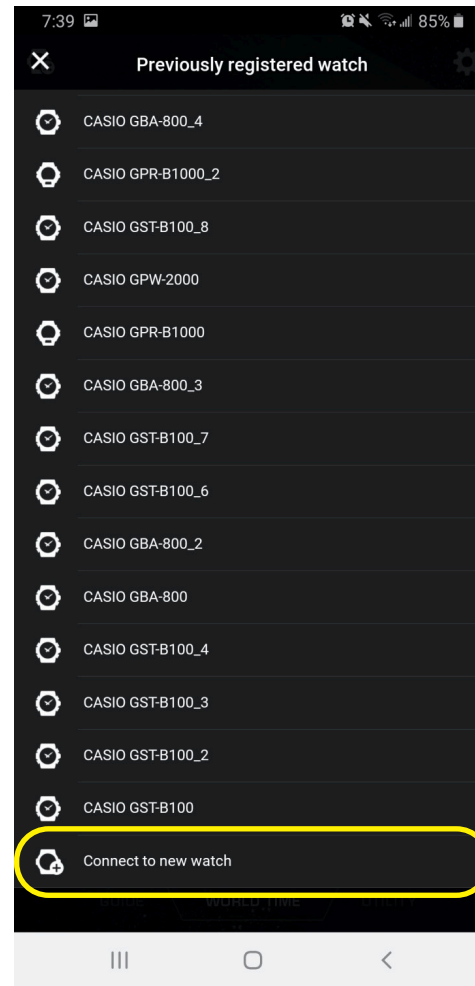 7:39 85%
Previously registered watch
CASIO GBA-800_4
CASIO GPR-B1000_2
CASIO GST-B100_8
CASIO GPW-2000
CASIO GPR-B1000
CASIO GBA-800_3
CASIO GST-B100_7
CASIO GST-B100_6
CASIO GBA-800_2
CASIO GBA-800
CASIO GST-B100_4
CASIO GST-B100_3
CASIO GST-B100_2
CASIO GST-B100
Connect to new watch
WORLD TIME